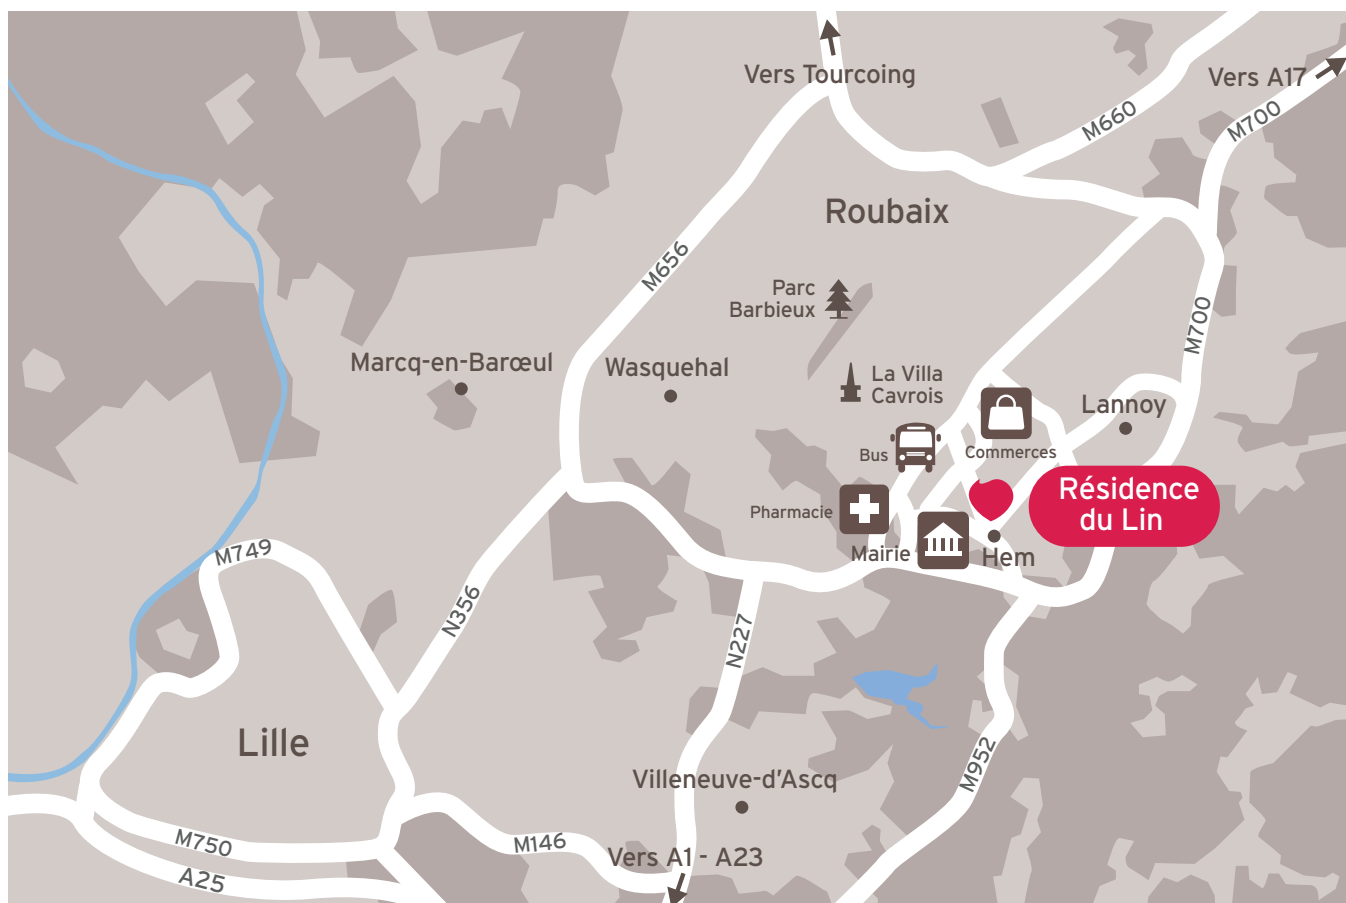 Vers Tourcoing
Vers A17
M660
M700
Roubaix
M656
Parc
Barbieux
M700
Marcq-en-Barœul
Wasquehal
La Villa
Cavrois
Lannoy
Bus
Commerces
Résidence
du Lin
Pharmacie
Mairie
Hem
M749
N356
N227
Lille
M952
Villeneuve-d'Ascq
M750
M146
Vers A1 - A23
A25